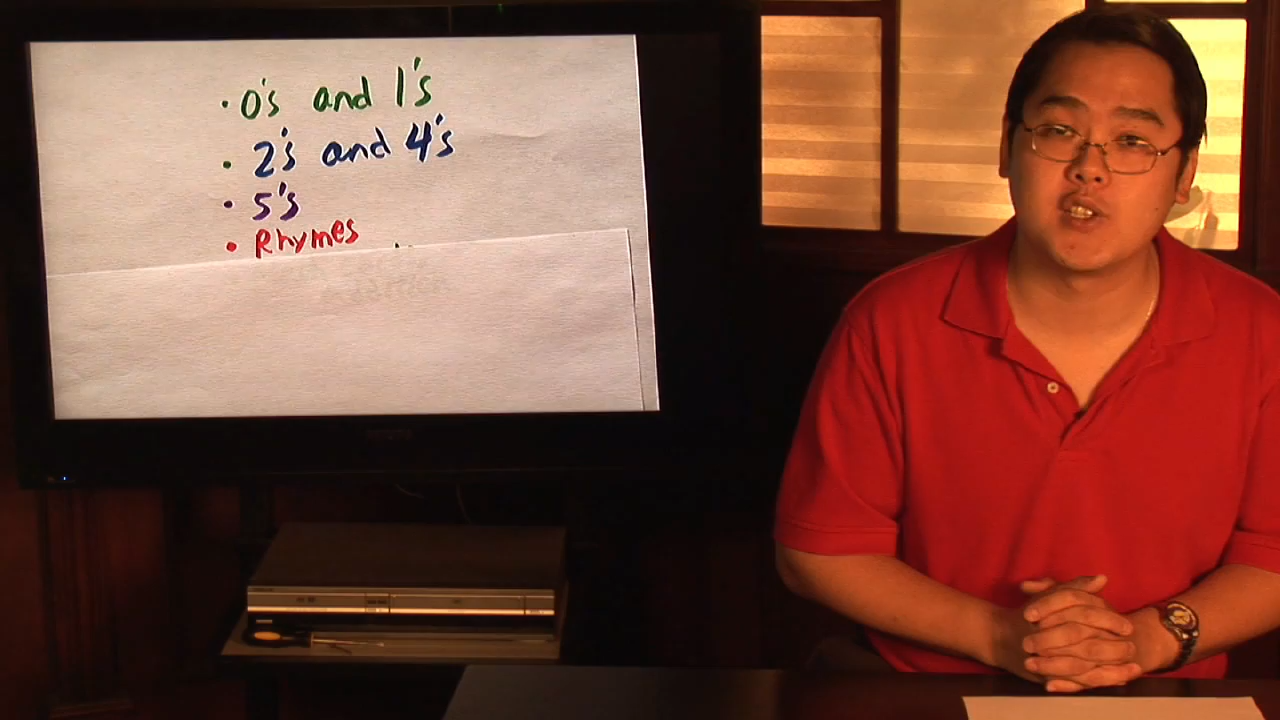 • 0's and 1's
• 2's and 4's
• 5's
• Rhymes